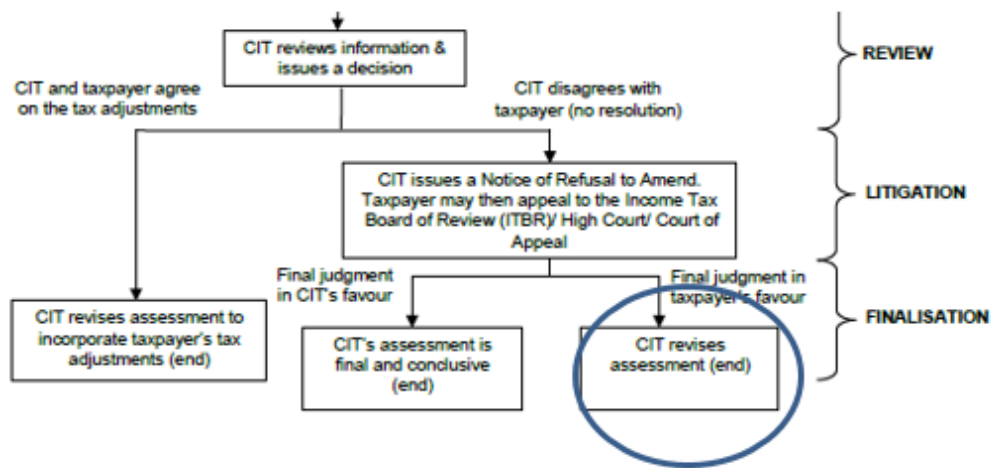 CIT reviews information &
issues a decision
REVIEW
CIT and taxpayer agree
on the tax adjustments
CIT disagrees with
taxpayer (no resolution)
CIT issues a Notice of Refusal to Amend.
Taxpayer may then appeal to the Income Tax
Board of Review (ITBR)/ High Court/ Court of
Appeal
LITIGATION
Final judgment
in CIT's favour
Final judgment in
taxpayer's favour
CIT revises assessment to
incorporate taxpayer's tax
adjustments (end)
CIT's assessment is
final and conclusive
(end)
CIT revises
assessment (end)
FINALISATION